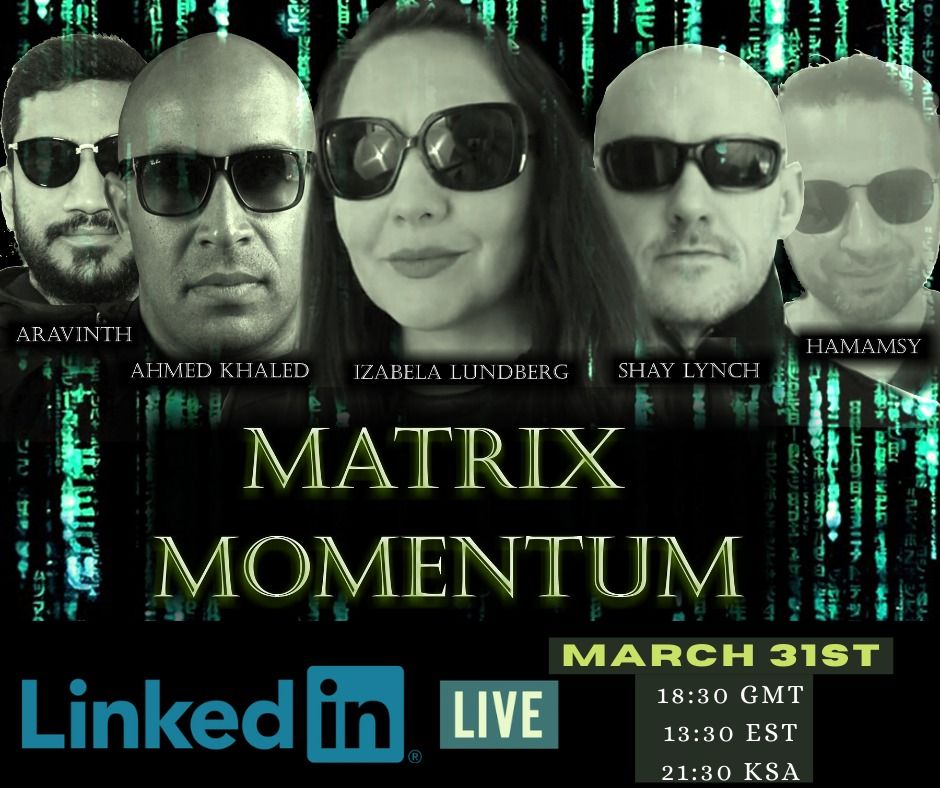 ARAVINTH
AHMED KHALED
IZABELA LUNDBERG
SHAY LYNCH
HAMAMSY
MATRIX
MOMENTUM
LinkedIn® LIVE
MARCH 31ST
18:30 GMT
13:30 EST
21:30 KSA